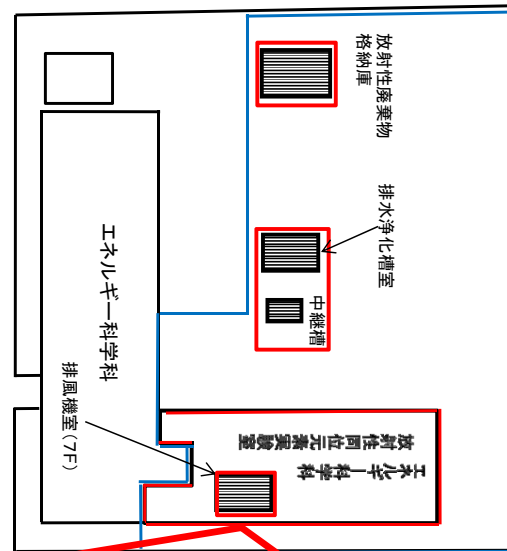 放射性廃棄物
格納庫
排水浄化槽室
中継槽
エネルギー科学科
排風機室(7F)
エネルギー科学科
放射性同位元素実験室